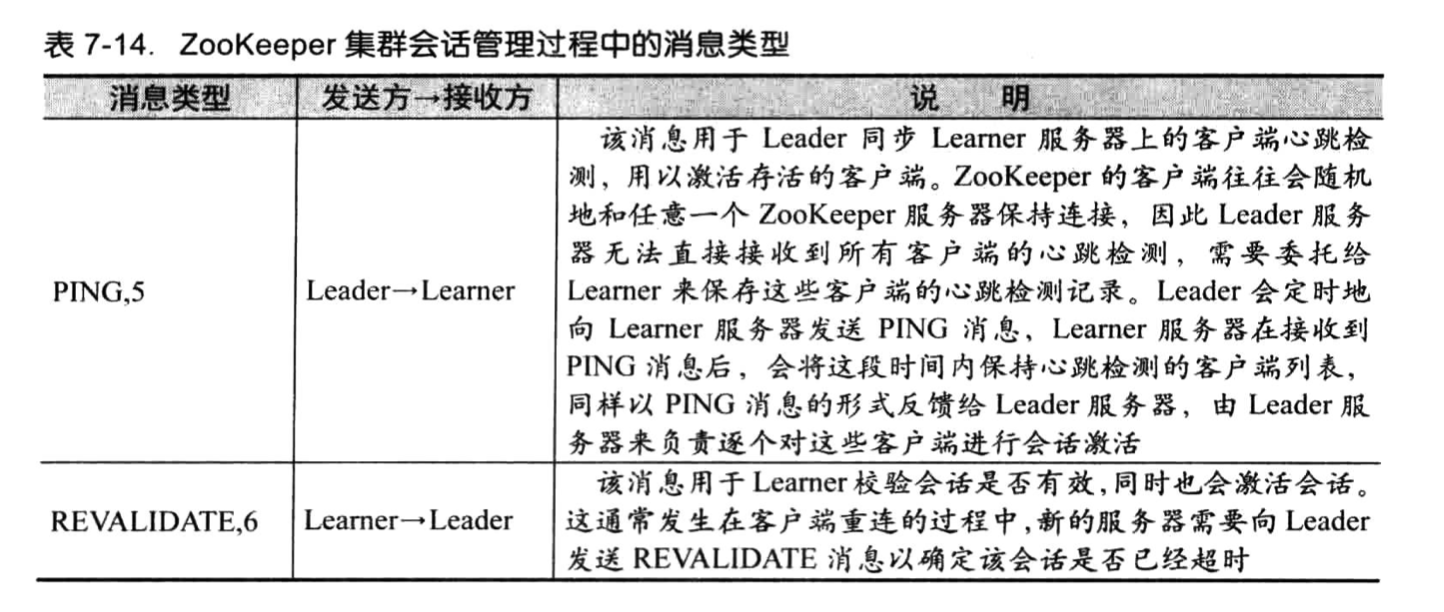 表 7-14. ZooKeeper 集群会话管理过程中的消息类型
消息类型 发送方→接收方 说 明
PING,5 Leader→Learner
该消息用于 Leader 同步 Learner 服务器上的客户端心跳检
测，用以激活存活的客户端。ZooKeeper 的客户端往往会随机
地和任意一个 ZooKeeper 服务器保持连接，因此 Leader 服务
器无法直接接收到所有客户端的心跳检测，需要委托给
Learner 来保存这些客户端的心跳检测记录。Leader 会定时地
向 Learner 服务器发送 PING 消息，Learner 服务器在接收到
PING 消息后，会将这段时间内保持心跳检测的客户端列表，
同样以 PING 消息的形式反馈给 Leader 服务器，由 Leader 服
务器来负责逐个对这些客户端进行会话激活
REVALIDATE,6 Learner→Leader
该消息用于 Learner 校验会话是否有效,同时也会激活会话。
这通常发生在客户端重连的过程中,新的服务器需要向 Leader
发送 REVALIDATE 消息以确定该会话是否已经超时